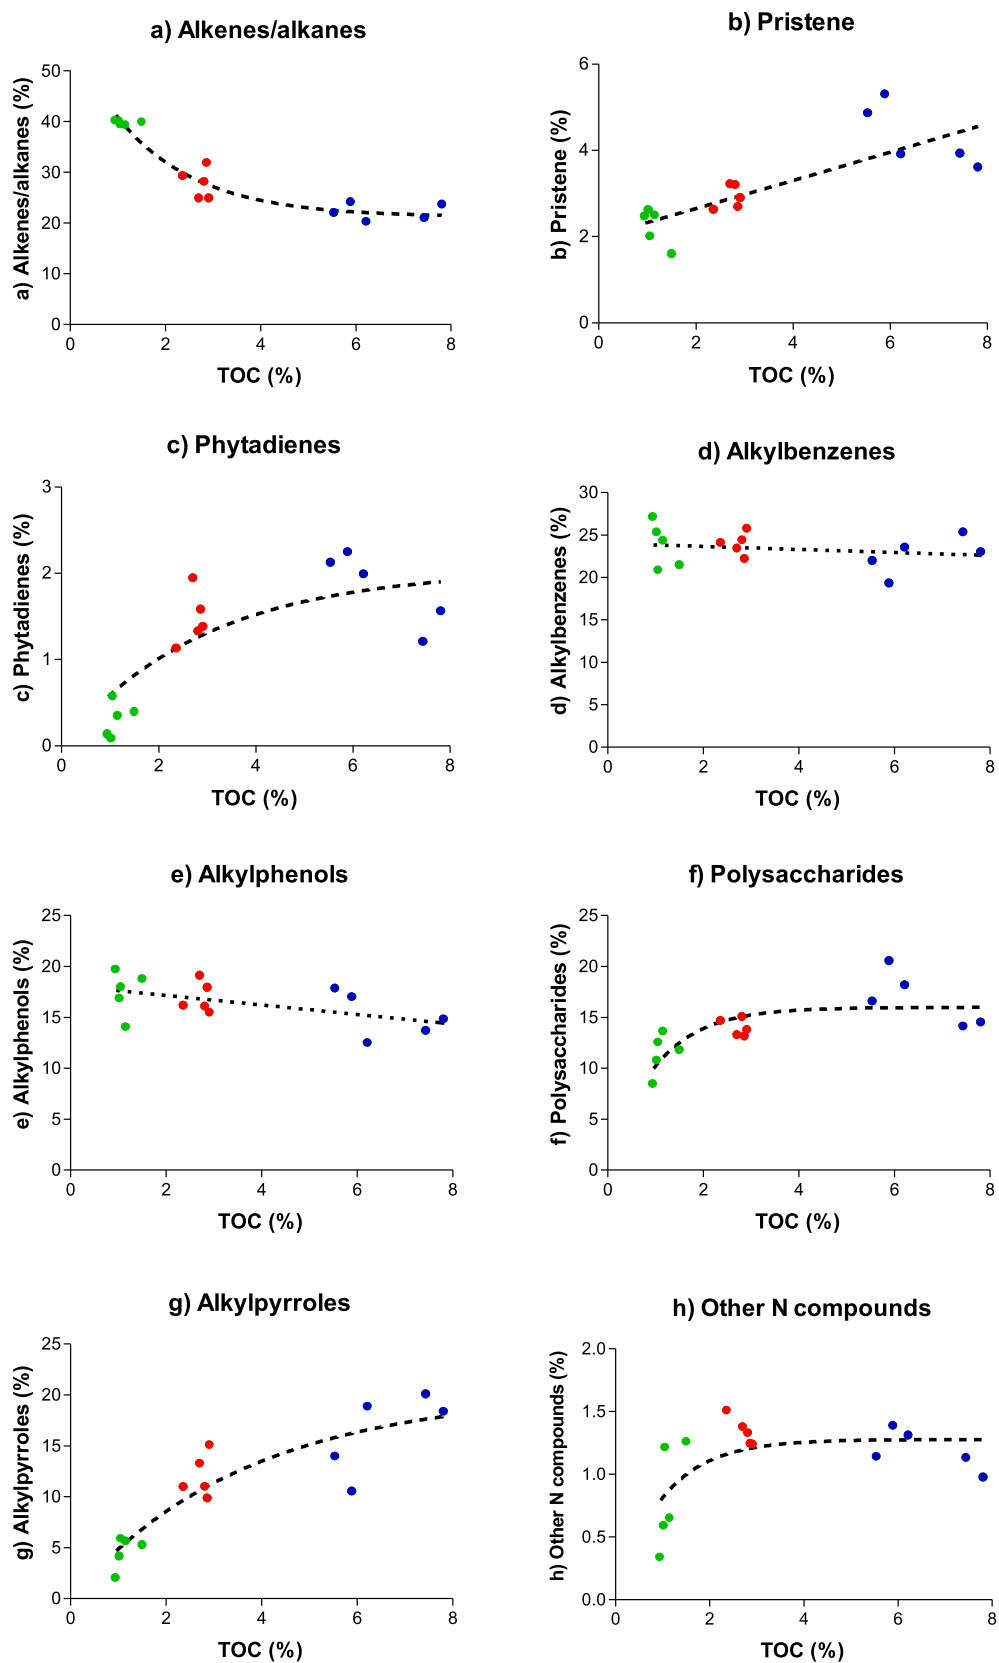 a) Alkenes/alkanes
a) Alkenes/alkanes (%)
50
40
30
20
10
0
0 2 4 6 8
TOC (%)
b) Pristene
b) Pristene (%)
6
4
2
0
0 2 4 6 8
TOC (%)
c) Phytadienes
c) Phytadienes (%)
3
2
1
0
0 2 4 6 8
TOC (%)
d) Alkylbenzenes
d) Alkylbenzenes (%)
30
25
20
15
10
5
0
0 2 4 6 8
TOC (%)
e) Alkylphenols
e) Alkylphenols (%)
25
20
15
10
5
0
0 2 4 6 8
TOC (%)
f) Polysaccharides
f) Polysaccharides (%)
25
20
15
10
5
0
0 2 4 6 8
TOC (%)
g) Alkylpyrroles
g) Alkylpyrroles (%)
25
20
15
10
5
0
0 2 4 6 8
TOC (%)
h) Other N compounds
h) Other N compounds (%)
2.0
1.5
1.0
0.5
0.0
0 2 4 6 8
TOC (%)